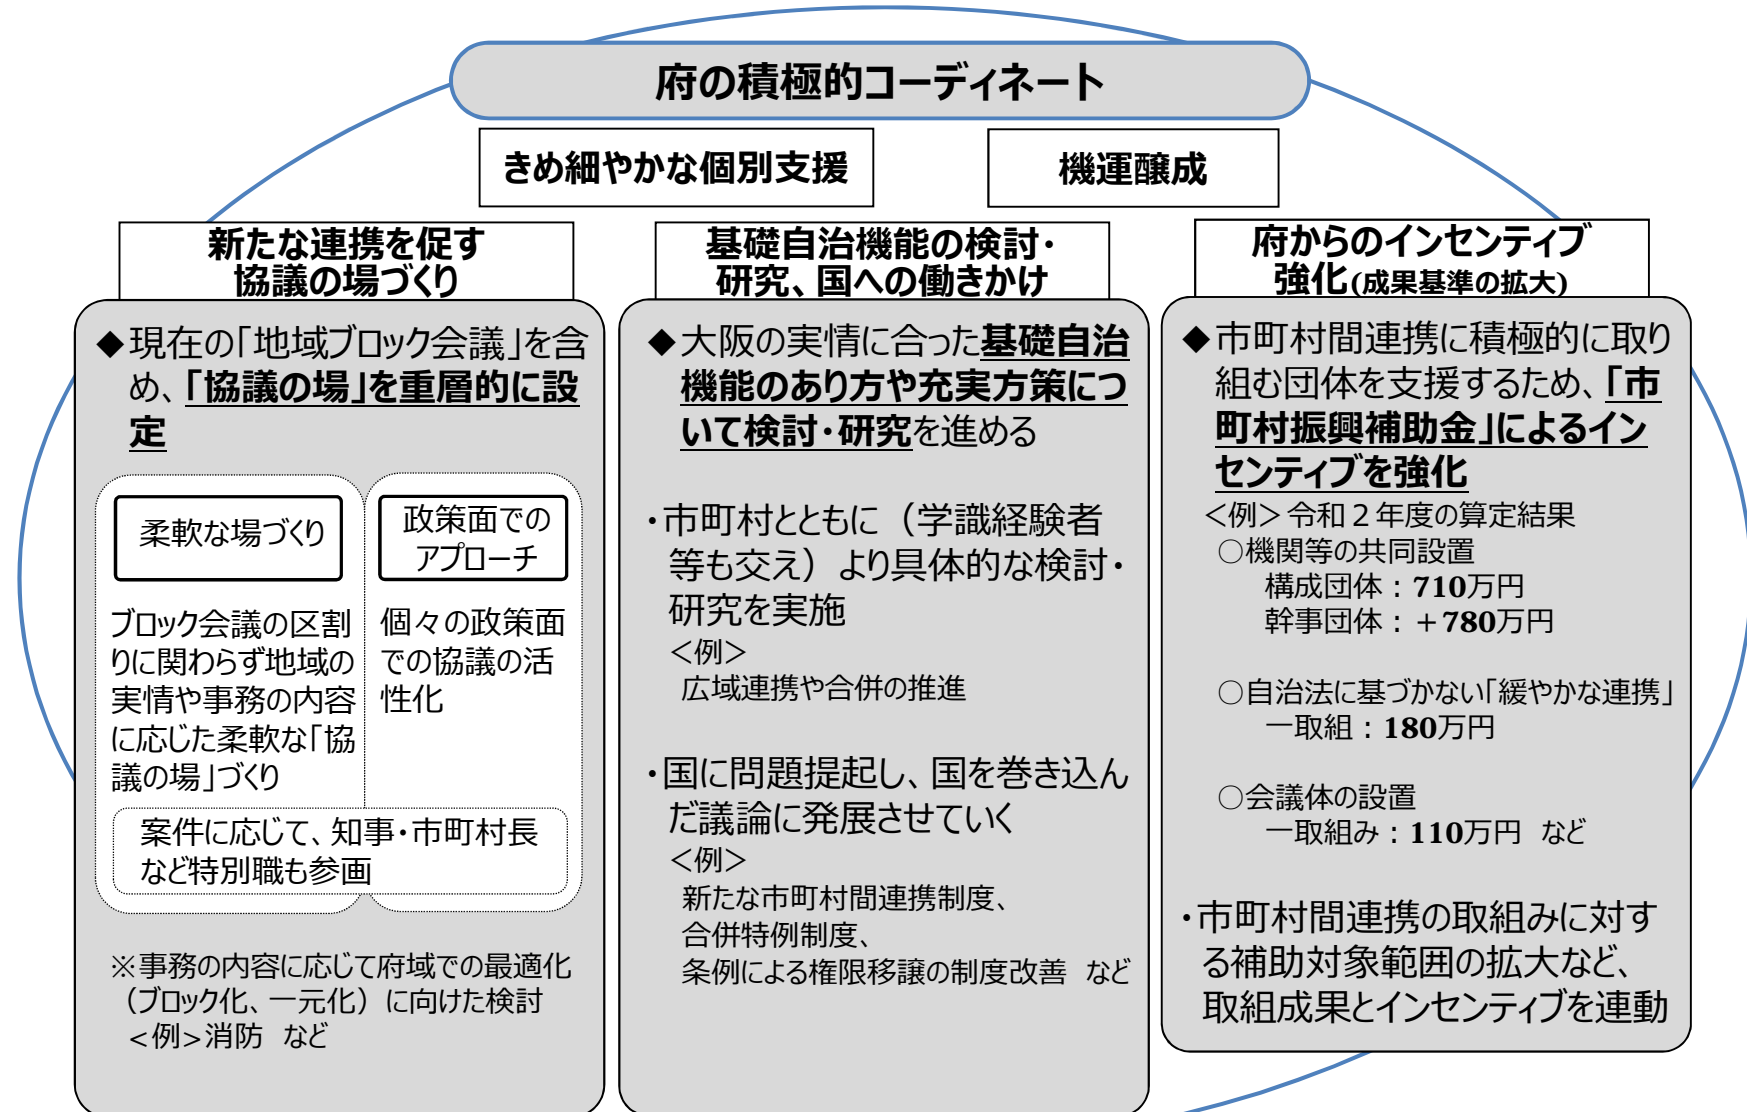 府の積極的コーディネート
きめ細やかな個別支援
機運醸成
新たな連携を促す
協議の場づくり
◆現在の「地域ブロック会議」を含
め、「協議の場」を重層的に設
定
柔軟な場づくり
ブロック会議の区割
りに関わらず地域の
実情や事務の内容
に応じた柔軟な「協
議の場」づくり
政策面での
アプローチ
個々の政策面
での協議の活
性化
案件に応じて、知事・市町村長
など特別職も参画
※事務の内容に応じて府域での最適化
（ブロック化、一元化）に向けた検討
<例>消防 など
基礎自治機能の検討・
研究、国への働きかけ
◆大阪の実情に合った基礎自治
機能のあり方や充実方策につ
いて検討・研究を進める
・市町村とともに（学識経験者
等も交え）より具体的な検討・
研究を実施
＜例＞
広域連携や合併の推進
・国に問題提起し、国を巻き込ん
だ議論に発展させていく
＜例＞
新たな市町村間連携制度、
合併特例制度、
条例による権限移譲の制度改善 など
府からのインセンティブ
強化(成果基準の拡大)
◆市町村間連携に積極的に取り
組む団体を支援するため、「市
町村振興補助金」によるイン
センティブを強化
＜例＞令和２年度の算定結果
○機関等の共同設置
構成団体：710万円
幹事団体：＋780万円
○自治法に基づかない「緩やかな連携」
一取組：180万円
○会議体の設置
一取組み：110万円 など
・市町村間連携の取組みに対す
る補助対象範囲の拡大など、
取組成果とインセンティブを連動